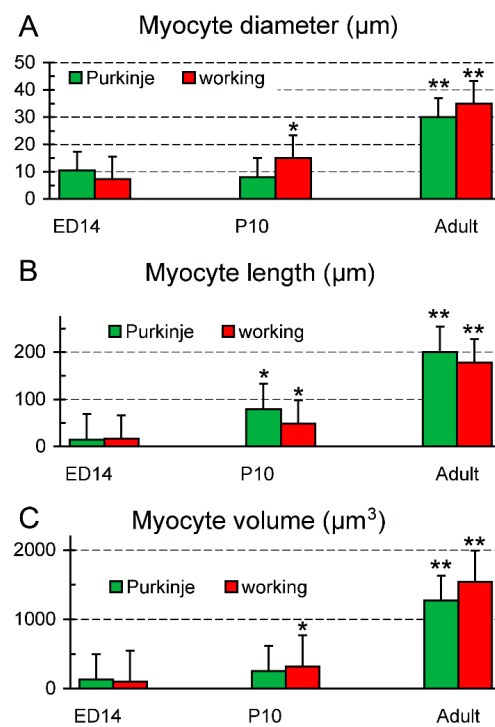 A
Myocyte diameter (µm)
50
Purkinje working
** **
40
30
*
20
10
0
ED14 P10 Adult
B
Myocyte length (µm)
Purkinje working
** **
200
* *
100
0
ED14 P10 Adult
C
Myocyte volume (µm³)
2000
**
**
Purkinje working
1000
*
0
ED14 P10 Adult